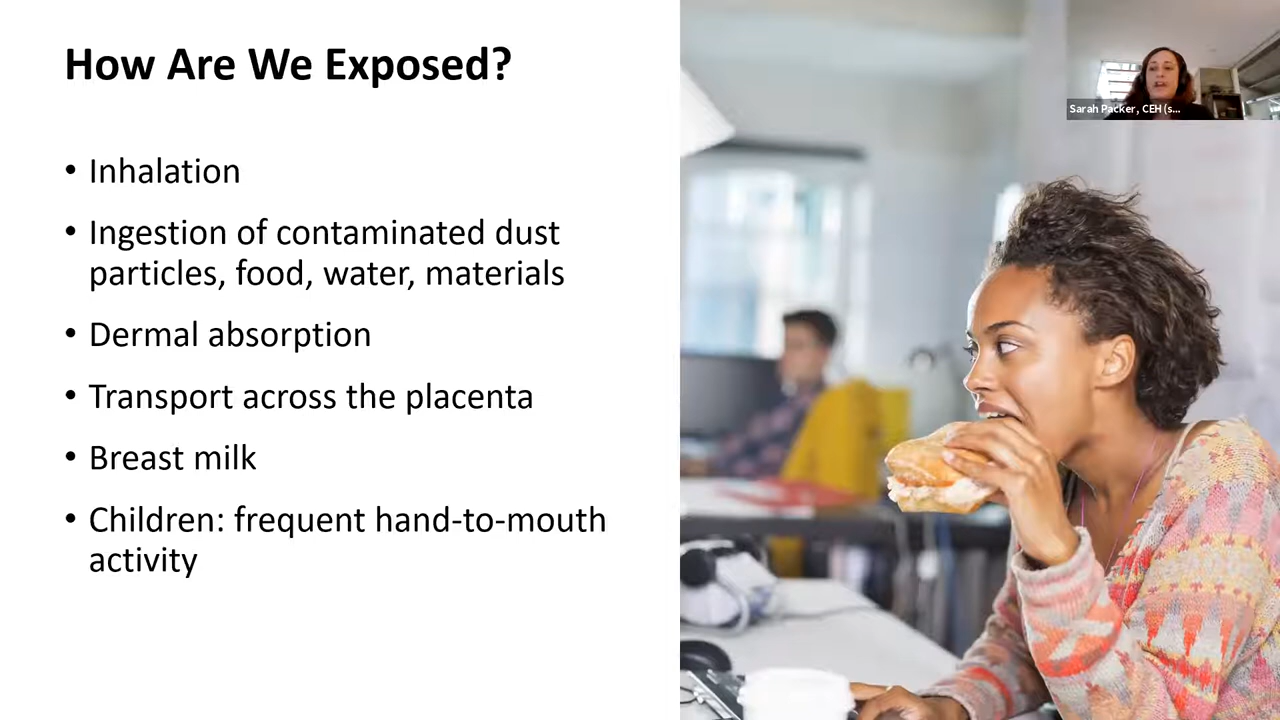 How Are We Exposed?
Sarah Packer, CEH (s...
• Inhalation
• Ingestion of contaminated dust
particles, food, water, materials
• Dermal absorption
• Transport across the placenta
• Breast milk
• Children: frequent hand-to-mouth
activity